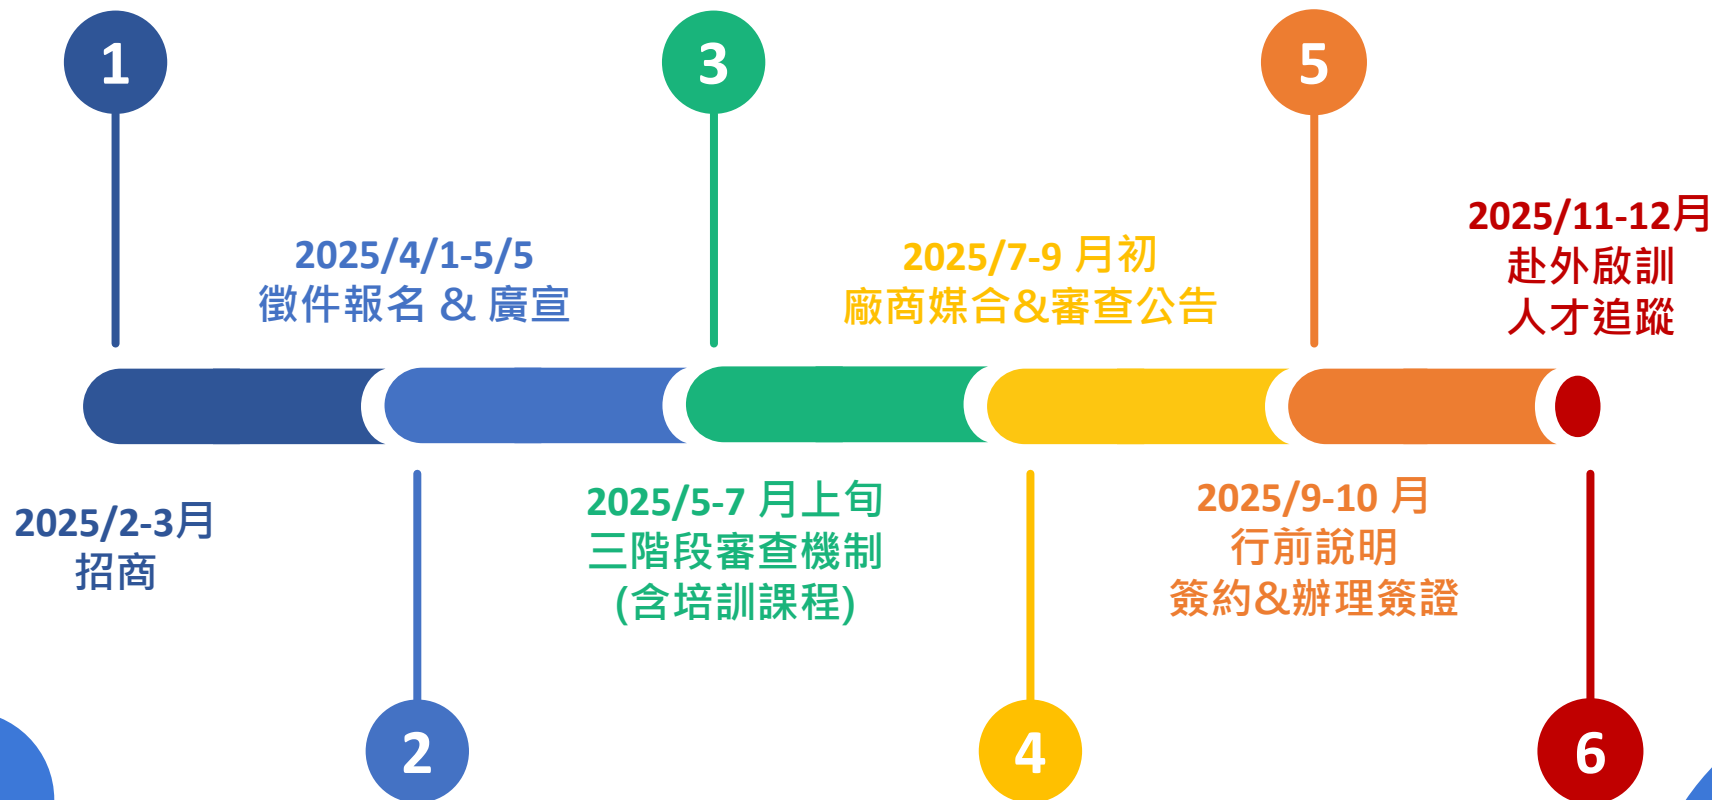 1
2025/2-3月
招商
2025/4/1-5/5
徵件報名 & 廣宣
2
3
2025/5-7 月上旬
三階段審查機制
(含培訓課程)
2025/7-9 月初
廠商媒合&審查公告
4
5
2025/9-10 月
行前說明
簽約&辦理簽證
2025/11-12月
赴外啟訓
人才追蹤
6